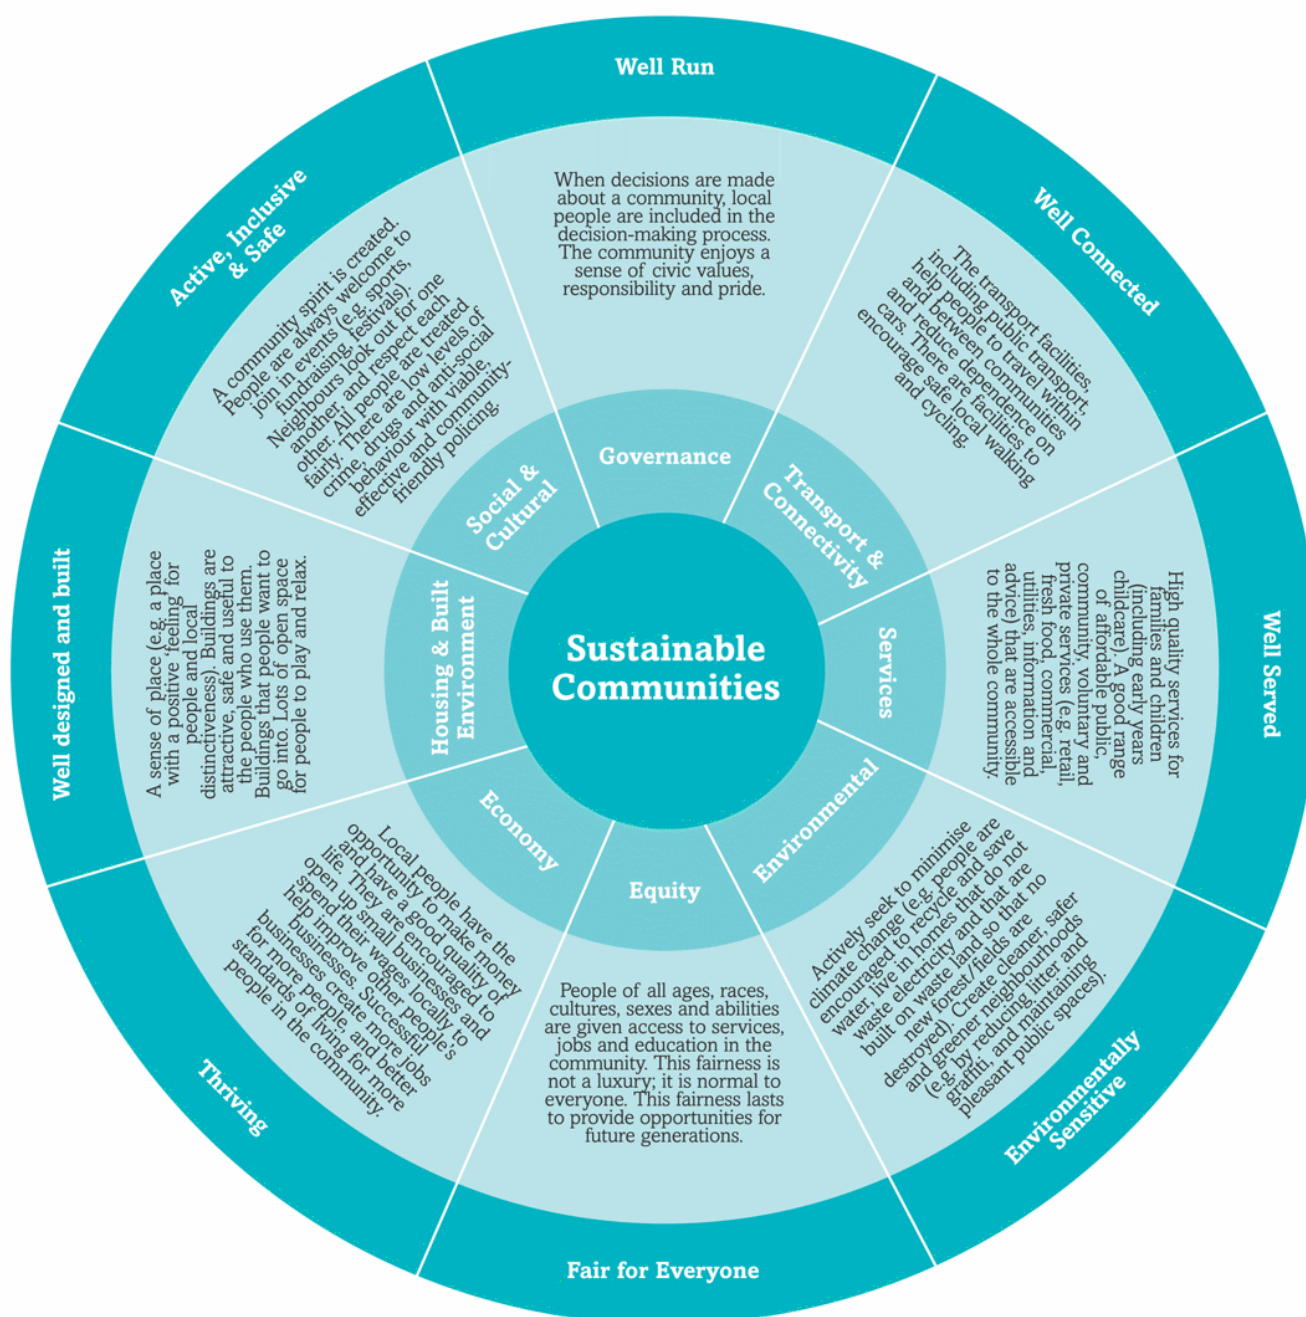 Well Run
When decisions are made
about a community, local
people are included in the
decision-making process.
The community enjoys a
sense of civic values,
responsibility and pride.
Governance
Well Connected
The transport facilities,
including public transport,
help people to travel within
and between communities
and reduce dependence on
cars. There are facilities to
encourage safe local walking
and cycling.
Transport &
Connectivity
Well Served
High quality services for
families and children
(including early years
childcare). A good range
of affordable public,
community, voluntary and
private services (e.g. retail,
fresh food, commercial,
utilities, information and
advice) that are accessible
to the whole community.
Services
Environmentally
Sensitive
Actively seek to minimise
climate change (e.g. people are
encouraged to recycle and save
water, live in homes that do not
waste electricity and that are
built on waste land so that no
new forest/fields are
destroyed). Create cleaner, safer
and greener neighbourhoods
(e.g. by reducing litter and
graffiti, and maintaining
pleasant public spaces).
Environmental
Fair for Everyone
People of all ages, races,
cultures, sexes and abilities
are given access to services,
jobs and education in the
community. This fairness is
not a luxury; it is normal to
everyone. This fairness lasts
to provide opportunities for
future generations.
Equity
Thriving
Local people have the
opportunity to make money
and have a good quality of
life. They are encouraged to
open up small businesses and
spend their wages locally to
help improve other people's
businesses. Successful
businesses create more jobs
for more people, and better
standards of living for more
people in the community.
Economy
Well designed and built
A sense of place (e.g. a place
with a positive 'feeling' for
people and local
distinctiveness). Buildings are
attractive, safe and useful to
the people who use them.
Buildings that people want to
go into. Lots of open space
for people to play and relax.
Housing & Built
Environment
Active, Inclusive
& Safe
A community spirit is created.
People are always welcome to
join in events (e.g. sports,
fundraising, festivals).
Neighbours look out for one
another, and respect each
other. All people are treated
fairly. There are low levels of
crime, drugs and anti-social
behaviour with viable,
effective and community-
friendly policing.
Social &
Cultural
Sustainable
Communities